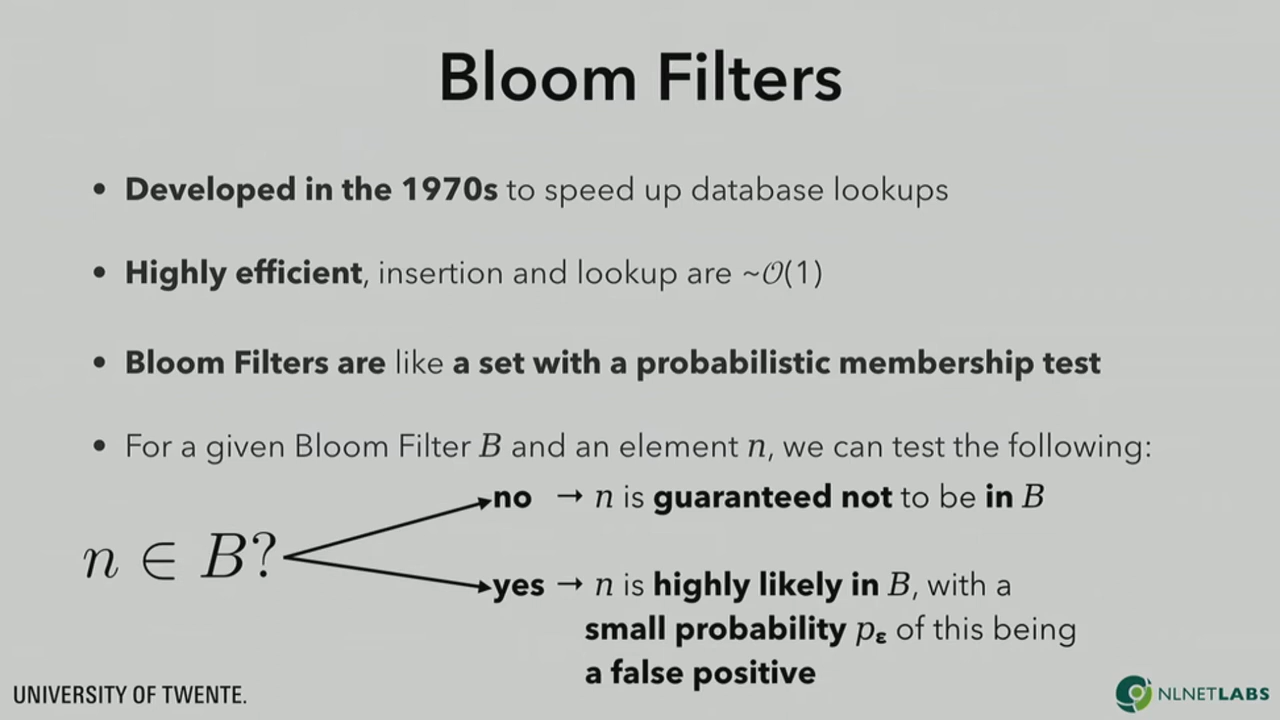 Bloom Filters
• Developed in the 1970s to speed up database lookups
• Highly efficient, insertion and lookup are ~𝒪(1)
• Bloom Filters are like a set with a probabilistic membership test
• For a given Bloom Filter B and an element n, we can test the following:
n ∈ B?
no → n is guaranteed not to be in B
yes → n is highly likely in B, with a
small probability pε of this being
a false positive
UNIVERSITY OF TWENTE.
NLNETLABS